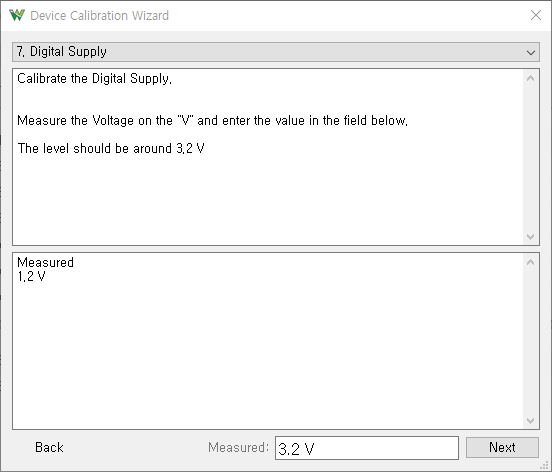 Device Calibration Wizard
7. Digital Supply
Calibrate the Digital Supply.
Measure the Voltage on the "V" and enter the value in the field below.
The level should be around 3.2 V
Measured
1.2 V
Back
Measured:
3.2 V
Next